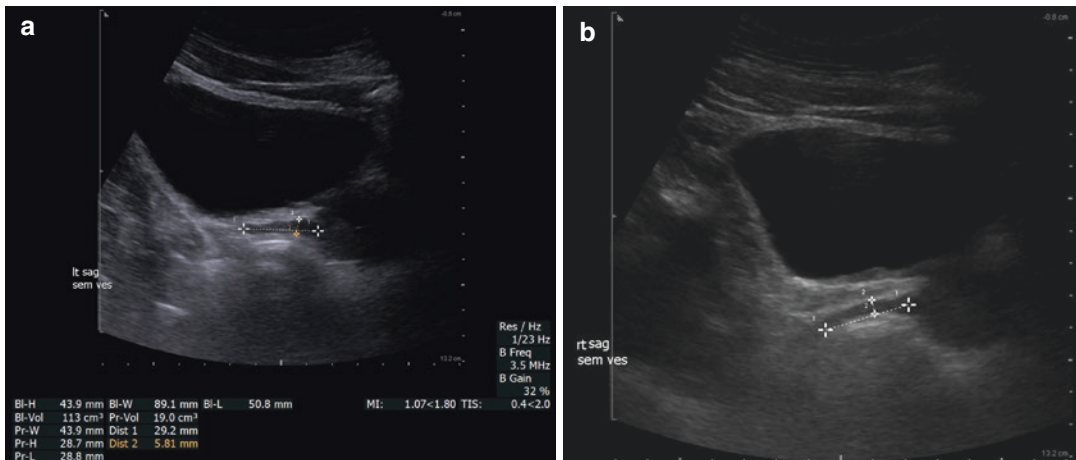 a
-0.8 cm
lt sag
sem ves
13.2 cm
Res / Hz
1/23 Hz
B Freq
3.5 MHz
B Gain
32 %
MI: 1.07<1.80 TIS: 0.4<2.0
Bl-H 43.9 mm Bl-W 89.1 mm Bl-L 50.8 mm
Bl-Vol 113 cm³ Pr-Vol 19.0 cm³
Pr-W 43.9 mm Dist 1 29.2 mm
Pr-H 28.7 mm Dist 2 5.81 mm
Pr-L 28.8 mm
b
-0.8 cm
2
1
1
rt sag
sem ves
13.2 cm